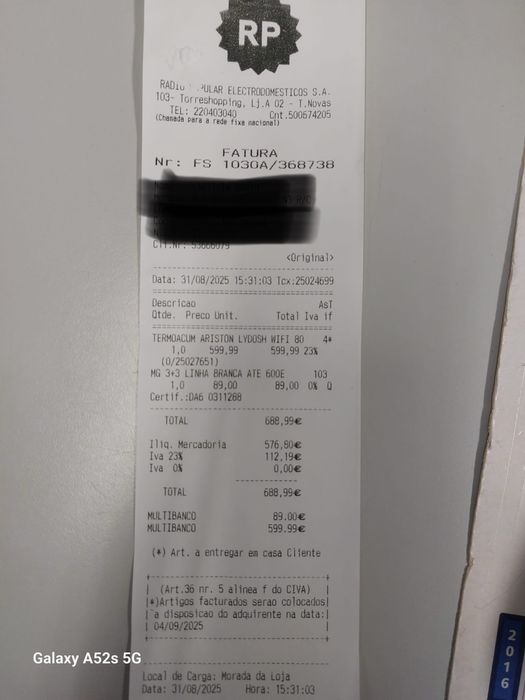 RP
ULAR ELECTRODOMESTICOS S.A.
103- Torreshopping, Lj.A 02 - T.Novas
TEL: 220403040 Cnt.500674205
(Chamada para a rede fixa nacional)
FATURA
Nr: FS 1030A/368738
Cli.Nr: 53666079
<Original>
Data: 31/08/2025 15:31:03 Tcx:25024699
Descricao AsT
Qtde. Preco Unit. Total Iva if
TERMOACUM ARISTON LYDOSH WIFI 80 4*
1,0 599,99 599,99 23%
(0/25027651)
MG 3+3 LINHA BRANCA ATE 600E 103
1,0 89,00 89,00 0% Q
Certif.:DA6 0311288
TOTAL 688,99€
Iliq. Mercadoria 576,80€
Iva 23% 112,19€
Iva 0% 0,00€
TOTAL 688,99€
MULTIBANCO 89.00€
MULTIBANCO 599.99€
(*) Art. a entregar em casa Cliente
(Art.36 nr. 5 alinea f do CIVA)
(*)Artigos facturados serao colocados
a disposicao do adquirente na data:
04/09/2025
Local de Carga: Morada da Loja
Data: 31/08/2025 Hora: 15:31:03
Galaxy A52s 5G
2016